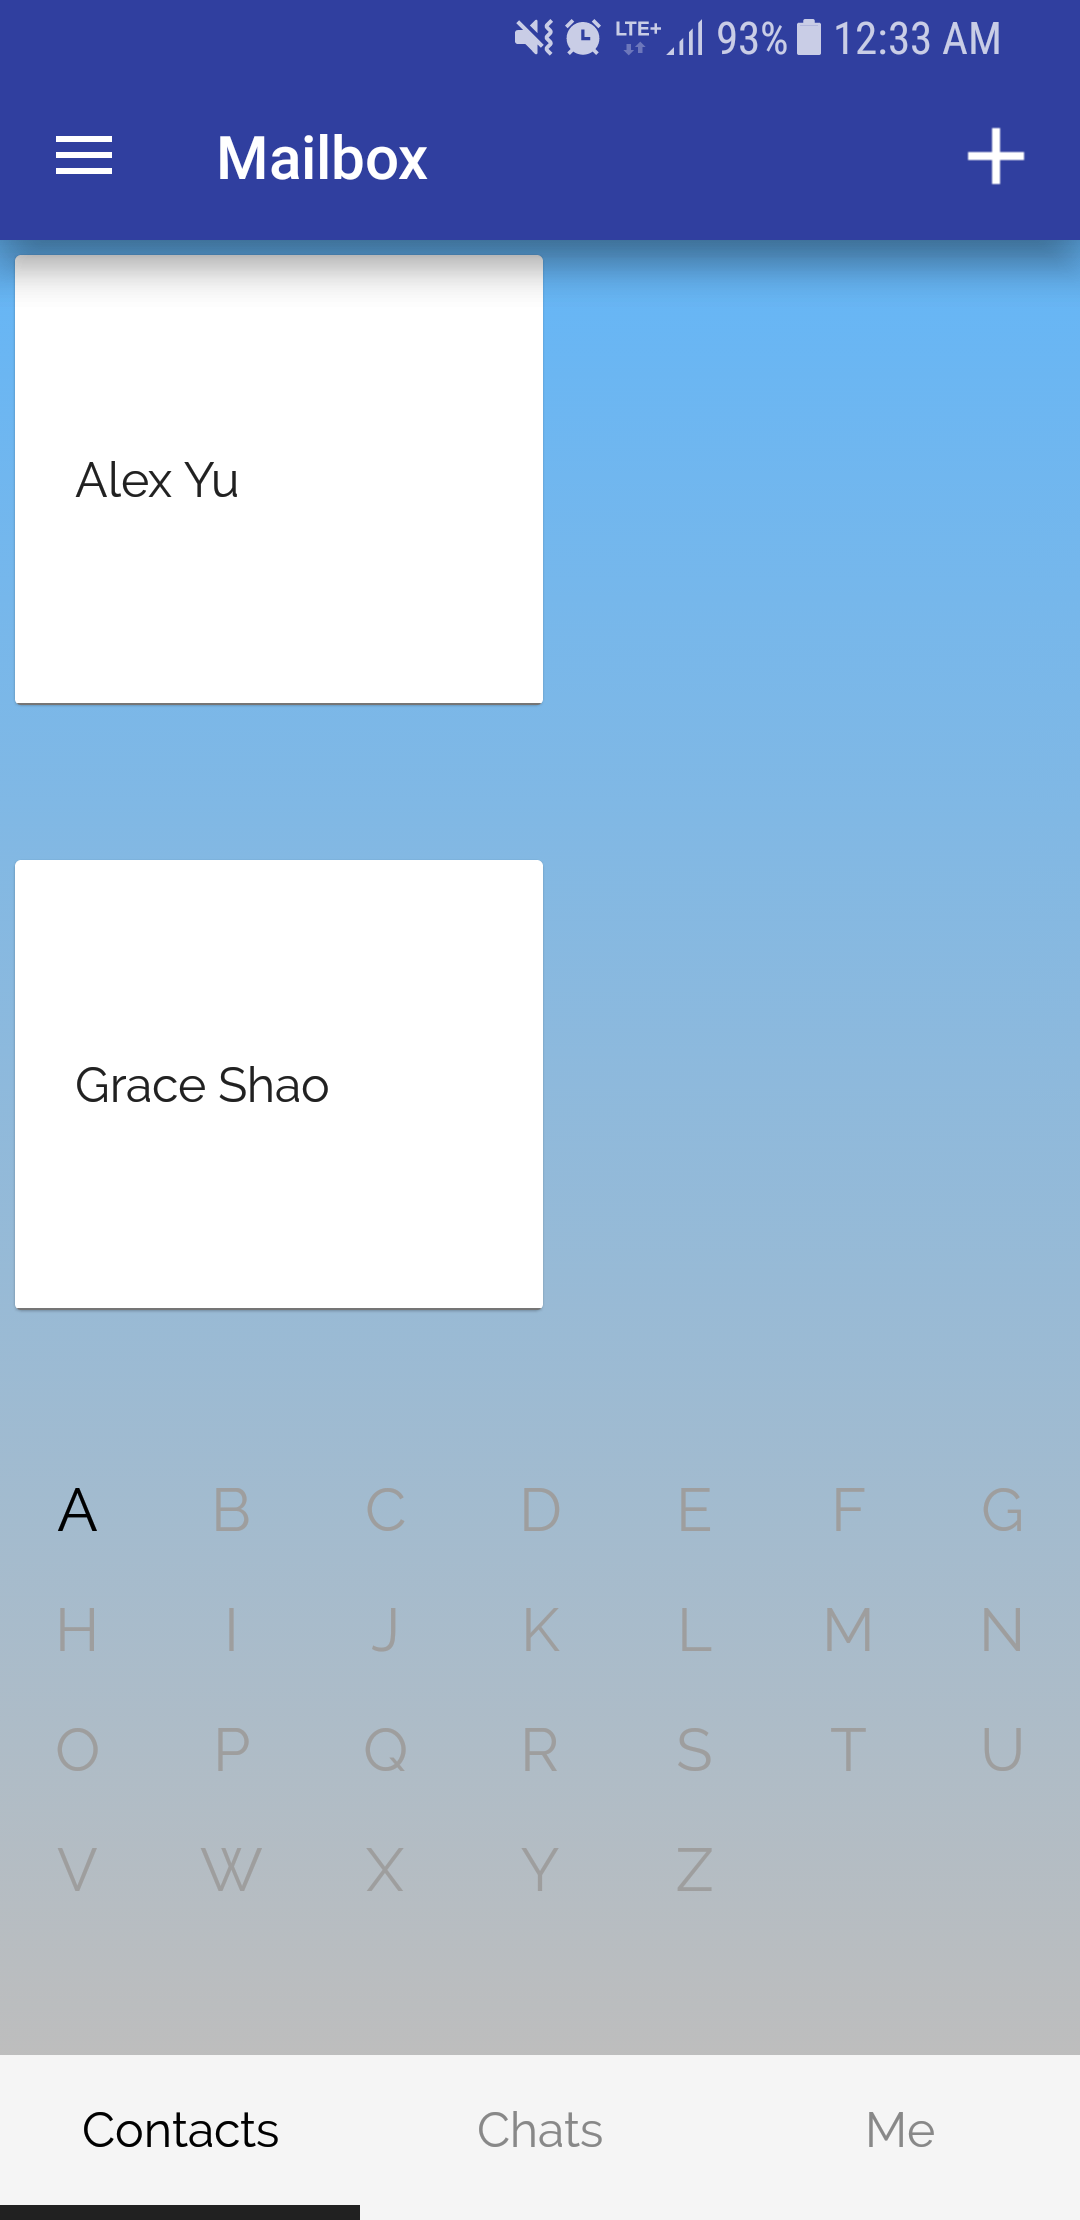 LTE+ 93% 12:33 AM
Mailbox
Alex Yu
Grace Shao
A B C D E F G
H I J K L M N
O P Q R S T U
V W X Y Z
Contacts Chats Me